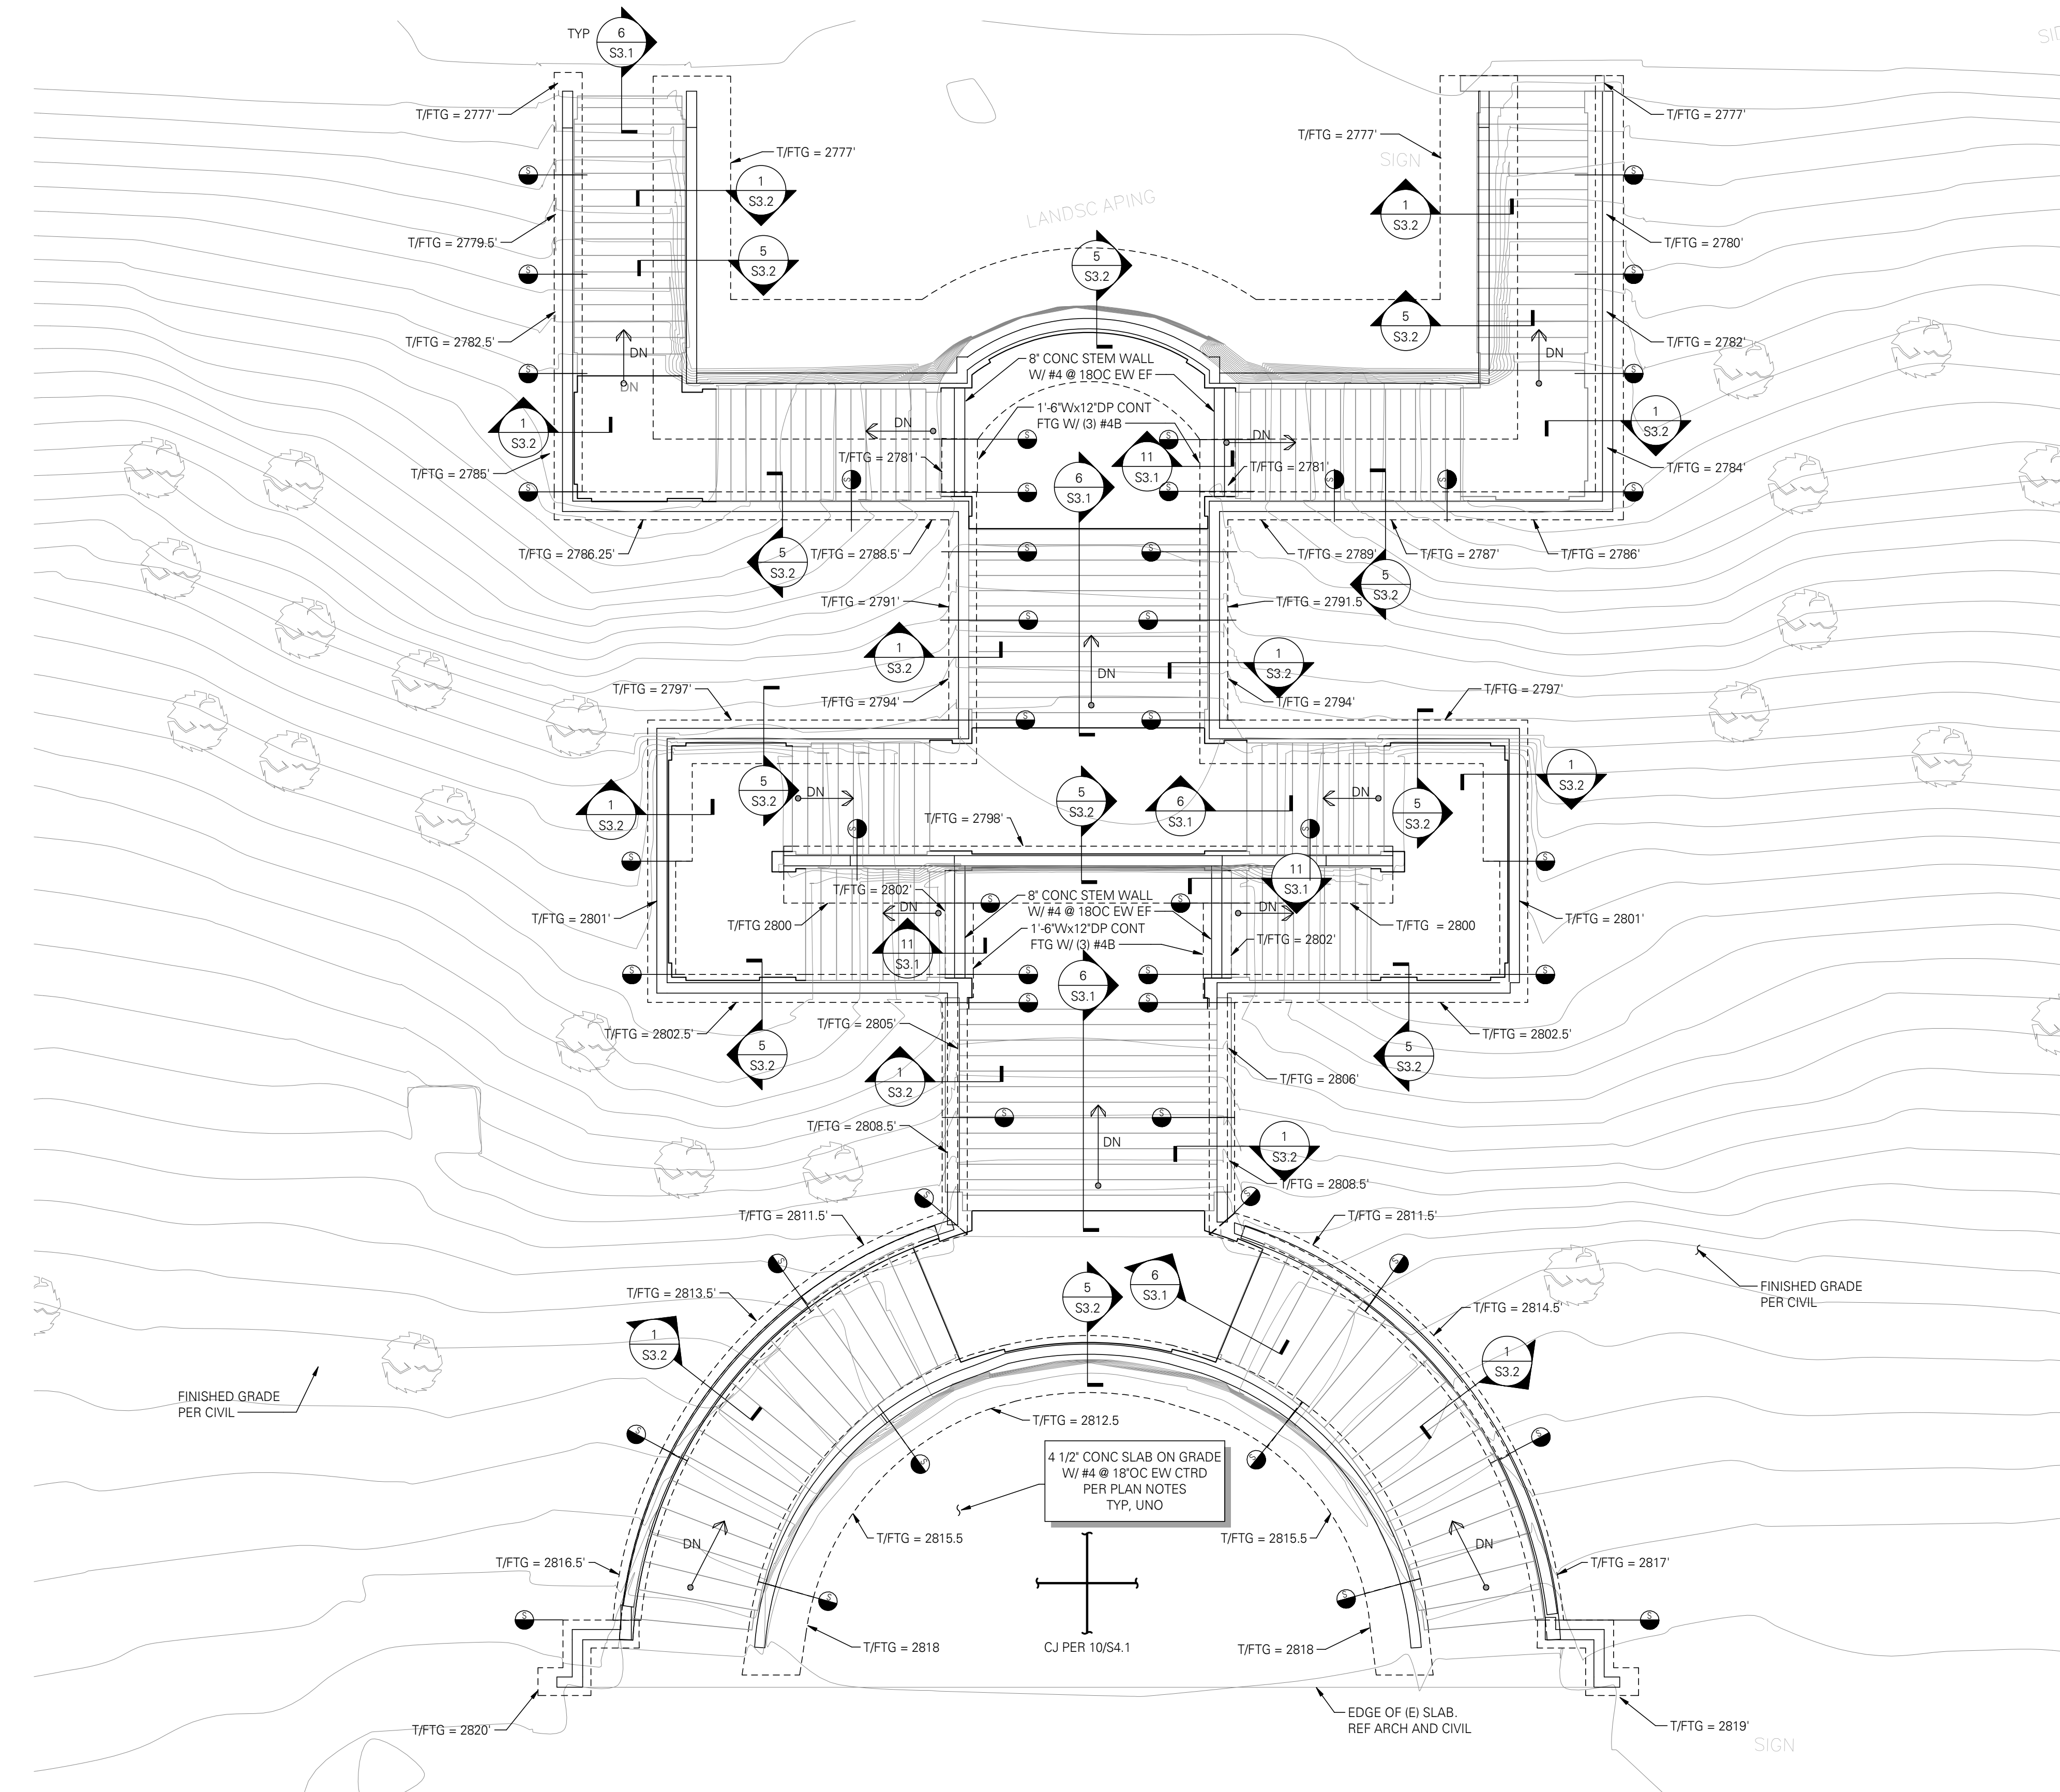 TYP
6
S3.1
SI
T/FTG = 2777'
T/FTG = 2777'
T/FTG = 2777'
T/FTG = 2777'
SIGN
1
S3.2
1
S3.2
LANDSCAPING
T/FTG = 2779.5'
5
S3.2
5
S3.2
T/FTG = 2780'
5
S3.2
T/FTG = 2782.5'
T/FTG = 2782'
DN
DN
DN
8" CONC STEM WALL
W/ #4 @ 18OC EW EF
1
S3.2
DN
1'-6"Wx12"DP CONT
FTG W/ (3) #4B
DN
1
S3.2
T/FTG = 2785'
T/FTG = 2781'
11
S3.1
T/FTG = 2781'
T/FTG = 2784'
6
S3.1
T/FTG = 2786.25'
5
S3.2
T/FTG = 2788.5'
T/FTG = 2789'
T/FTG = 2787'
T/FTG = 2786'
5
S3.2
T/FTG = 2791'
T/FTG = 2791.5
1
S3.2
1
S3.2
DN
T/FTG = 2797'
T/FTG = 2794'
T/FTG = 2794'
T/FTG = 2797'
1
S3.2
5
S3.2
DN
5
S3.2
6
S3.1
DN
5
S3.2
1
S3.2
T/FTG = 2798'
T/FTG = 2802'
8" CONC STEM WALL
W/ #4 @ 18OC EW EF
11
S3.1
T/FTG = 2801'
T/FTG 2800
DN
DN
T/FTG = 2800
T/FTG = 2801'
11
S3.1
1'-6"Wx12"DP CONT
FTG W/ (3) #4B
T/FTG = 2802'
6
S3.1
T/FTG = 2802.5'
5
S3.2
T/FTG = 2805'
5
S3.2
T/FTG = 2802.5'
1
S3.2
T/FTG = 2806'
T/FTG = 2808.5'
DN
1
S3.2
T/FTG = 2808.5'
T/FTG = 2811.5'
T/FTG = 2811.5'
T/FTG = 2813.5'
5
S3.2
6
S3.1
T/FTG = 2814.5'
FINISHED GRADE
PER CIVIL
1
S3.2
1
S3.2
FINISHED GRADE
PER CIVIL
T/FTG = 2812.5
4 1/2" CONC SLAB ON GRADE
W/ #4 @ 18"OC EW CTRD
PER PLAN NOTES
TYP, UNO
T/FTG = 2815.5
T/FTG = 2815.5
DN
DN
T/FTG = 2816.5'
T/FTG = 2817'
T/FTG = 2818
CJ PER 10/S4.1
T/FTG = 2818
T/FTG = 2820'
EDGE OF (E) SLAB.
REF ARCH AND CIVIL
T/FTG = 2819'
SIGN